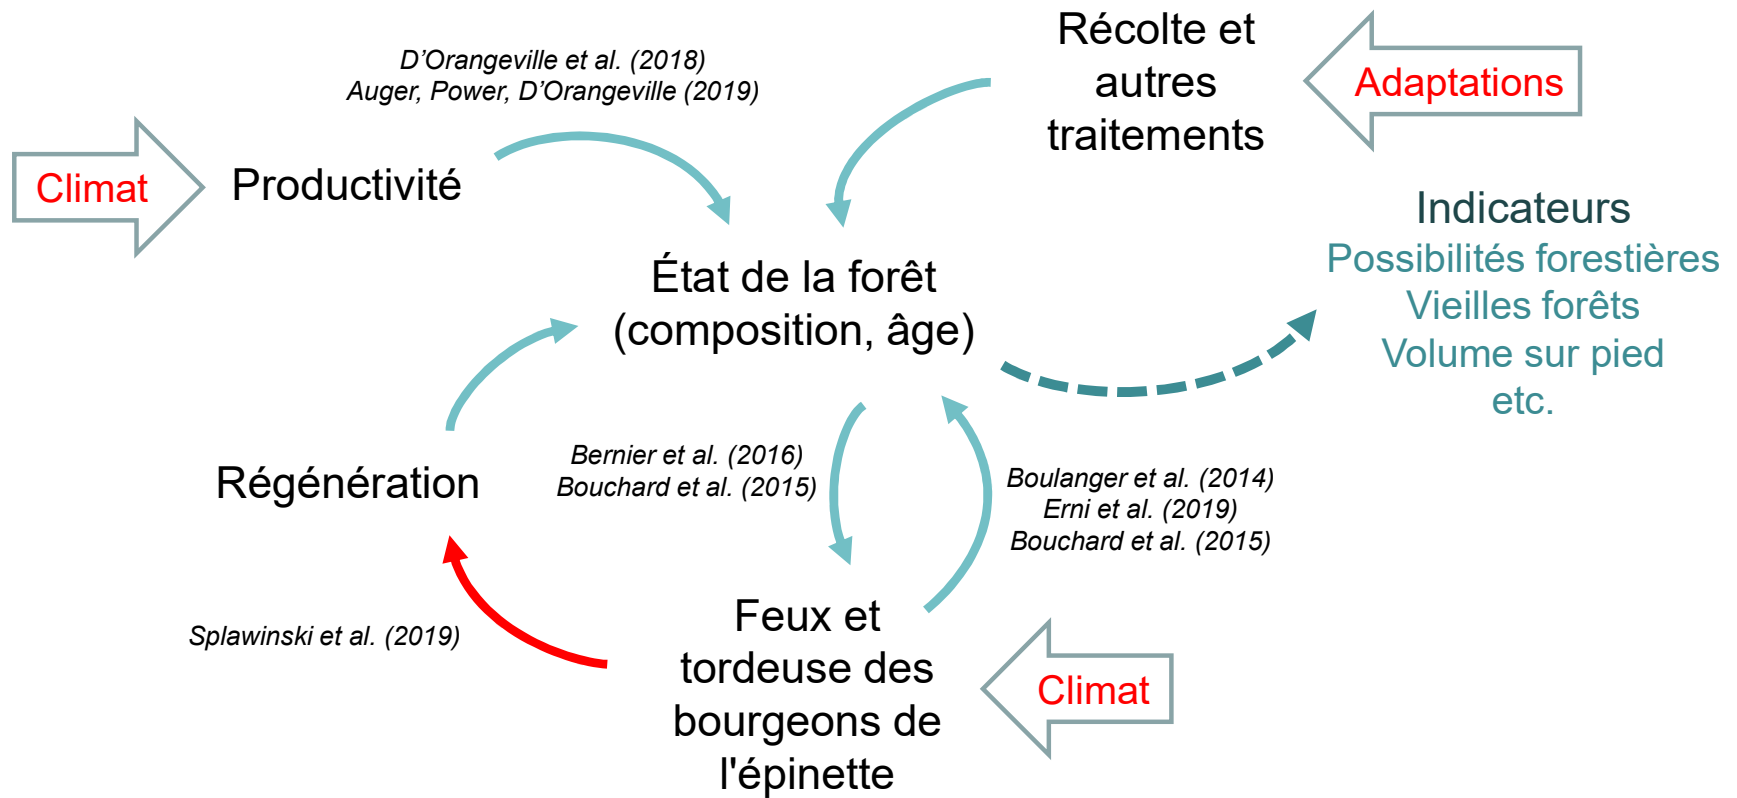 D’Orangeville et al. (2018)
Auger, Power, D’Orangeville (2019)
Récolte et
autres
traitements
Adaptations
Climat
Productivité
Indicateurs
Possibilités forestières
Vieilles forêts
Volume sur pied
etc.
État de la forêt
(composition, âge)
Régénération
Bernier et al. (2016)
Bouchard et al. (2015)
Boulanger et al. (2014)
Erni et al. (2019)
Bouchard et al. (2015)
Splawinski et al. (2019)
Feux et
tordeuse des
bourgeons de
l'épinette
Climat